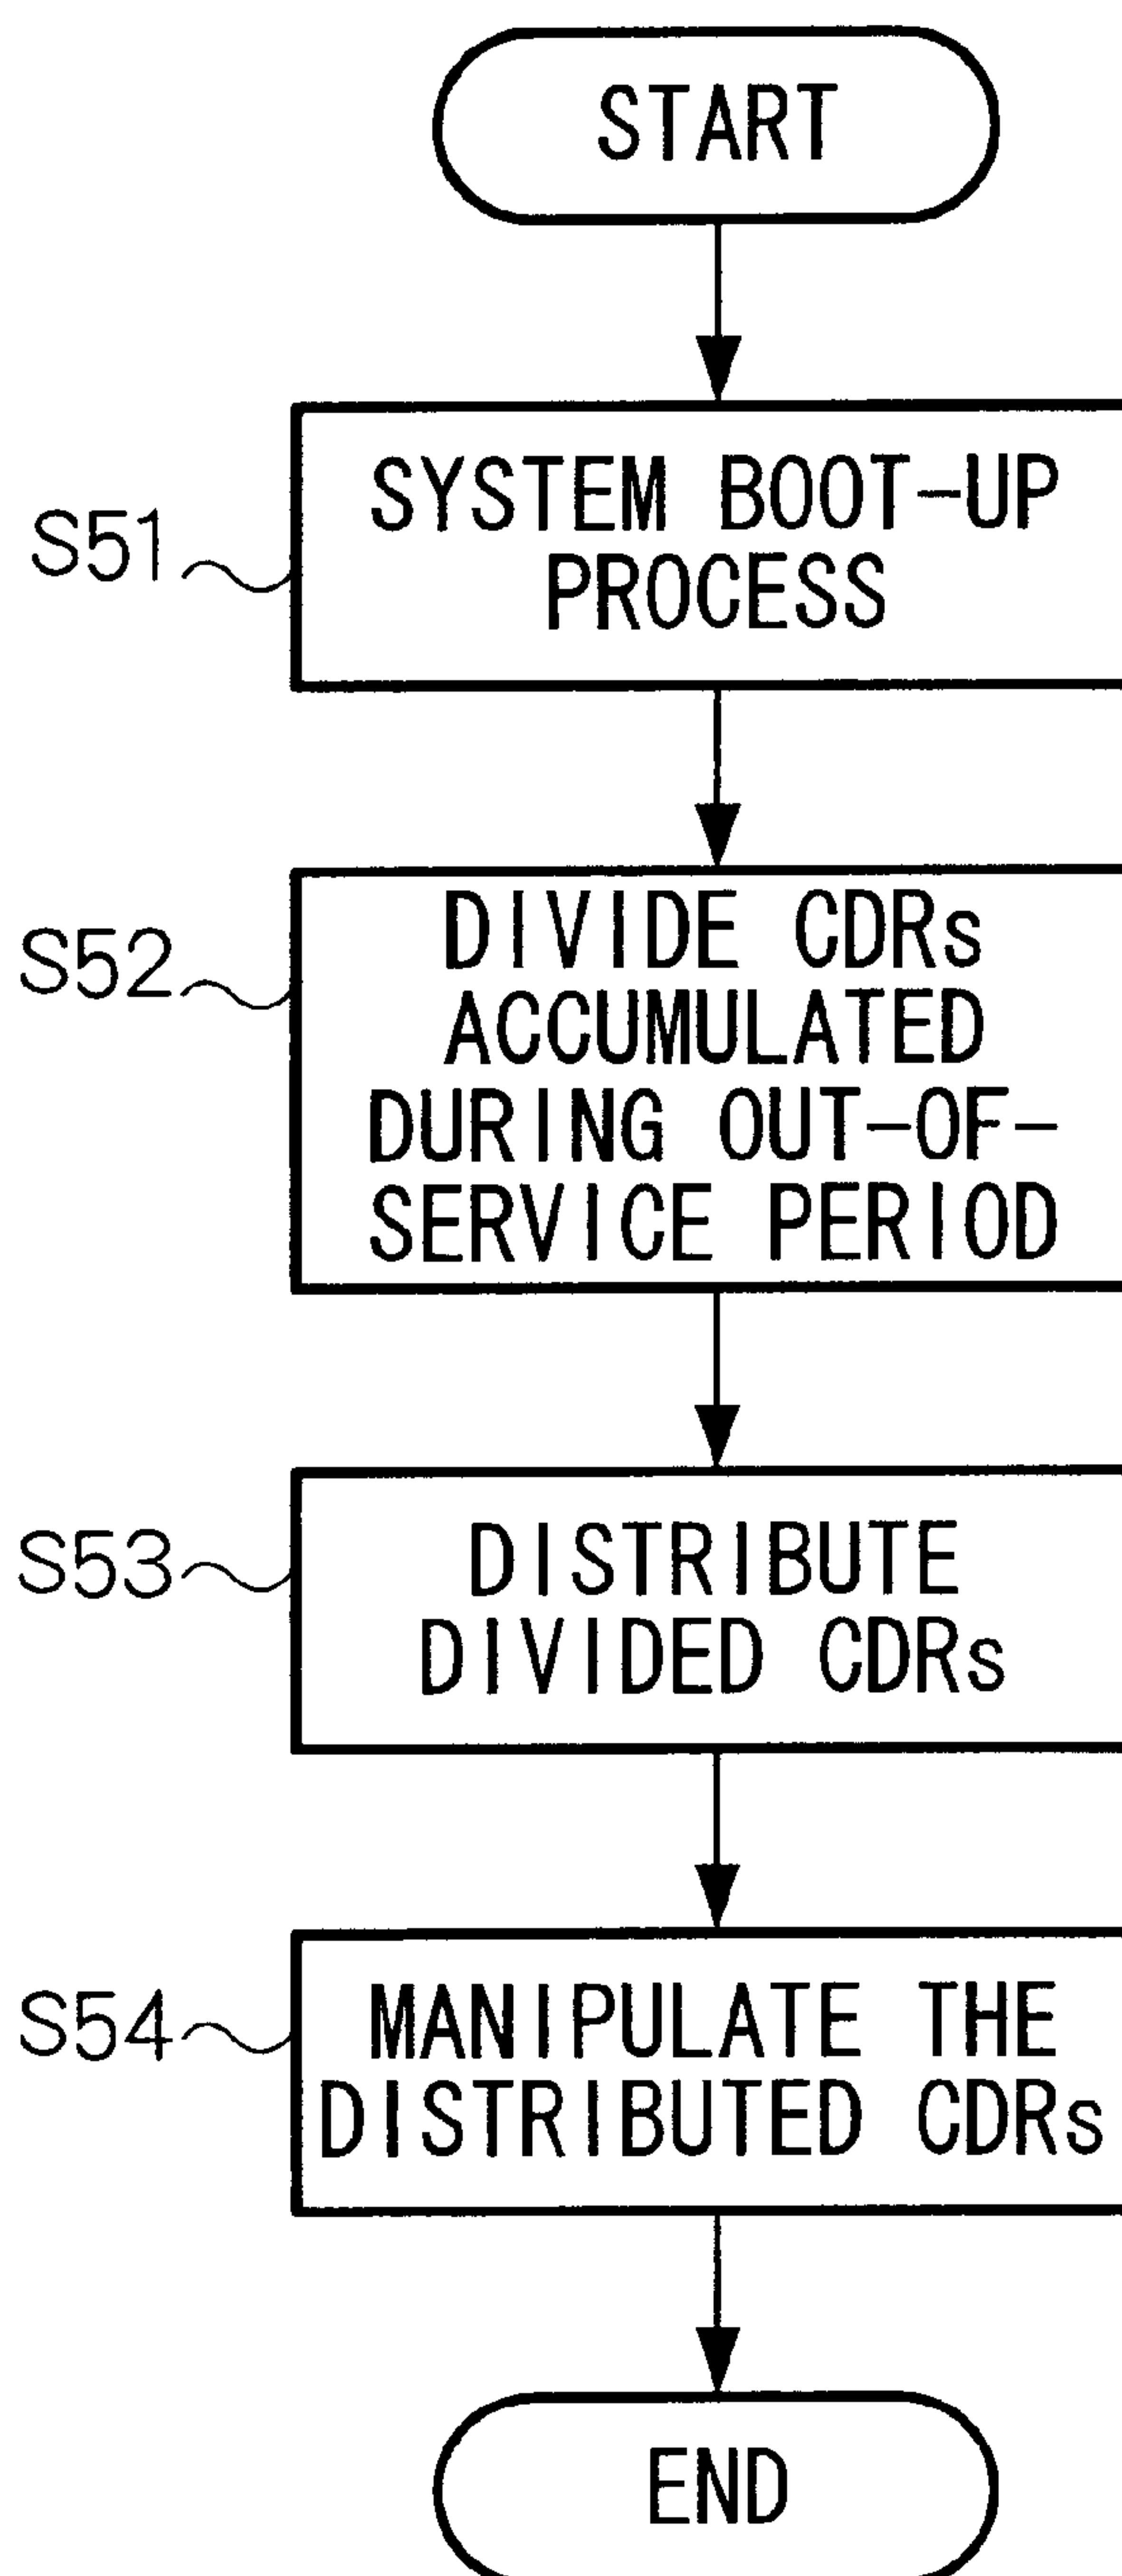 START
S51
SYSTEM BOOT-UP
PROCESS
S52
DIVIDE CDRs
ACCUMULATED
DURING OUT-OF-
SERVICE PERIOD
S53
DISTRIBUTE
DIVIDED CDRs
S54
MANIPULATE THE
DISTRIBUTED CDRs
END